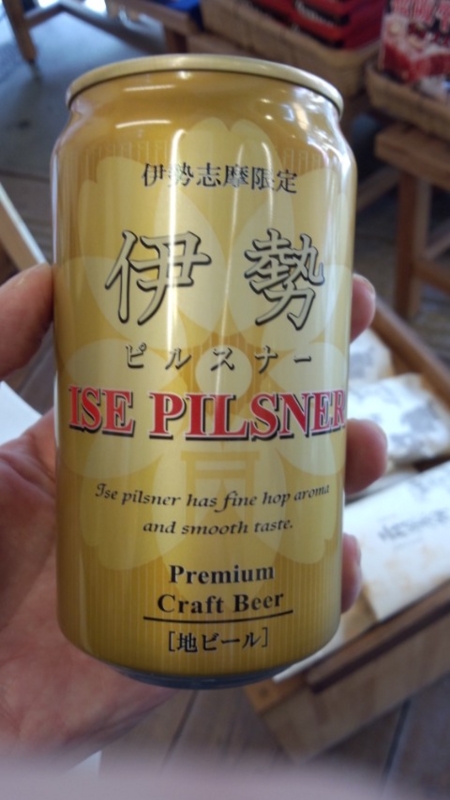 伊勢志摩限定
伊勢
ピルスナー
ISE PILSNER
Ise pilsner has fine hop aroma
and smooth taste.
Premium
Craft Beer
[地ビール]